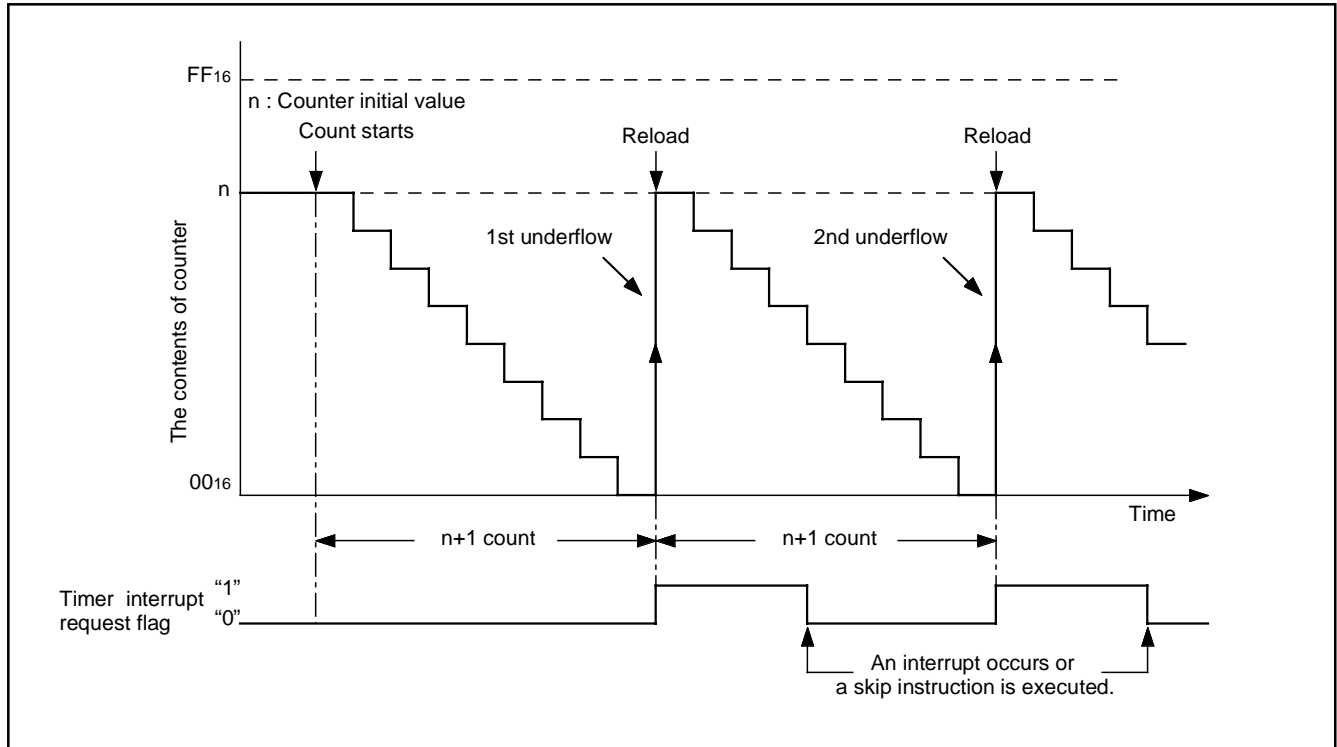 FF16
n : Counter initial value
Count starts
Reload
Reload
n
1st underflow
2nd underflow
The contents of counter
0016
Time
n+1 count
n+1 count
Timer interrupt
request flag
“1”
“0”
An interrupt occurs or
a skip instruction is executed.